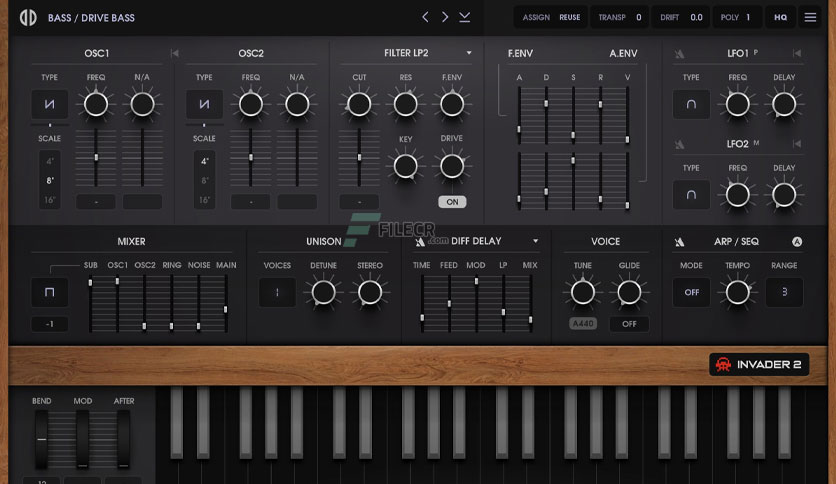 BASS / DRIVE BASS
ASSIGN REUSE TRANSP 0 DRIFT 0.0 POLY 1 HQ
OSC1 OSC2 FILTER LP2 F.ENV A.ENV LFO1 P
TYPE FREQ N/A TYPE FREQ N/A CUT RES F.ENV A D S R V TYPE FREQ DELAY
SCALE SCALE KEY DRIVE LFO2 M
4' 8' 16' 4' 8' 16' TYPE FREQ DELAY
- - - ON
FILECR
.com
MIXER UNISON DIFF DELAY VOICE ARP / SEQ A
SUB OSC1 OSC2 RING NOISE MAIN VOICES DETUNE STEREO TIME FEED MOD LP MIX TUNE GLIDE MODE TEMPO RANGE
1 OFF 3
-1 A440 OFF
INVADER 2
BEND MOD AFTER